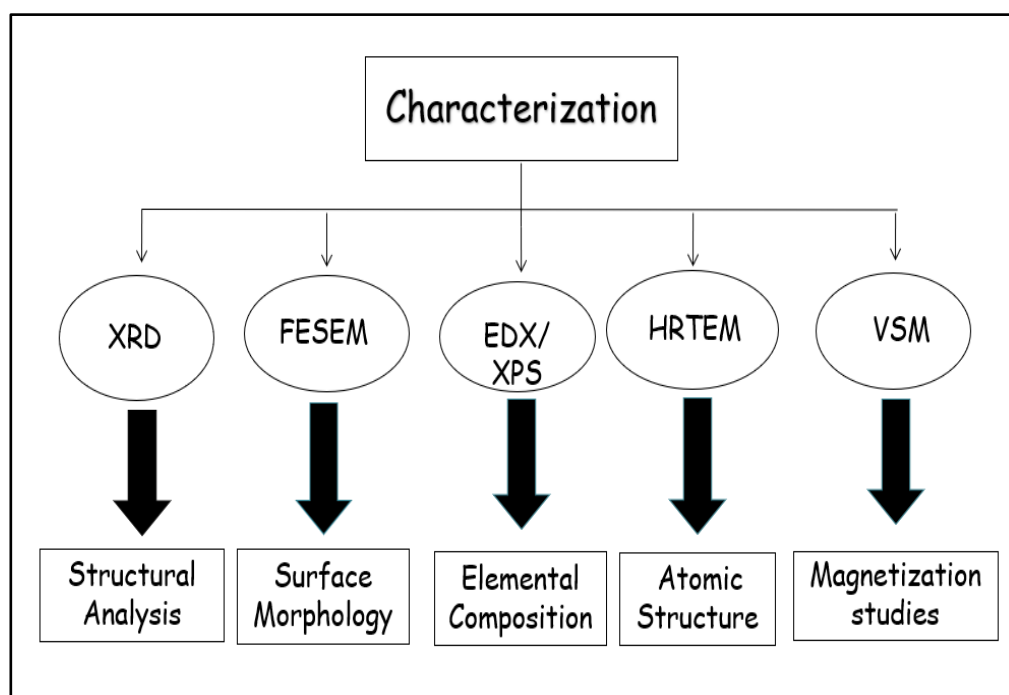 Characterization
XRD
FESEM
EDX/
XPS
HRTEM
VSM
Structural
Analysis
Surface
Morphology
Elemental
Composition
Atomic
Structure
Magnetization
studies